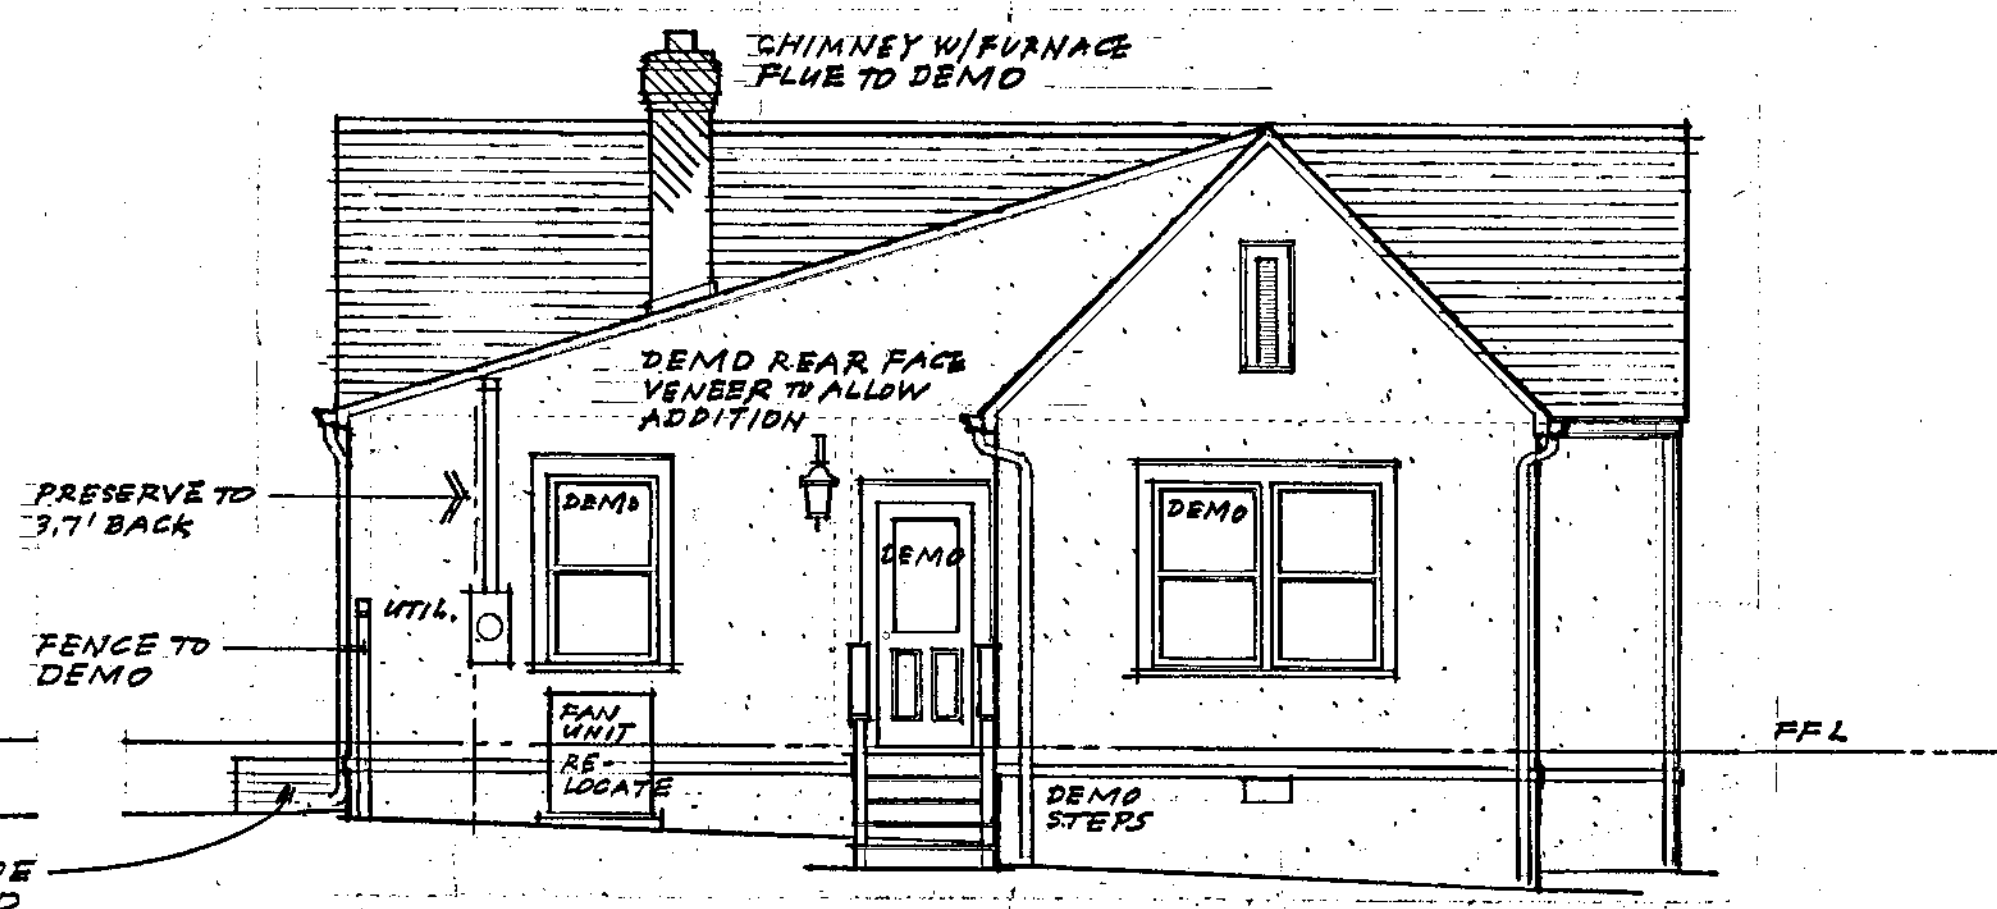 CHIMNEY W/FURNACE
FLUE TO DEMO
DEMO REAR FACE
VENEER TO ALLOW
ADDITION
PRESERVE TO
3.7' BACK
DEMO
DEMO
DEMO
UTIL.
FENCE TO
DEMO
FAN
UNIT
RE-
LOCATE
FFL
DEMO
STEPS